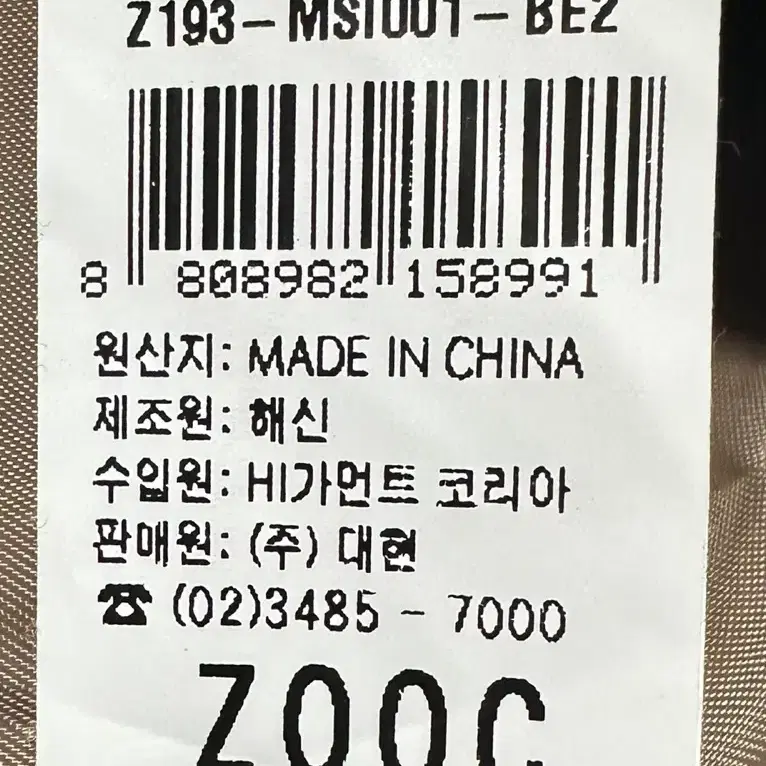 Z193-MSI001-BE2
8 808982 158991
원산지: MADE IN CHINA
제조원: 해신
수입원: HI가먼트 코리아
판매원: (주) 대현
☎ (02)3485 - 7000
ZOOC